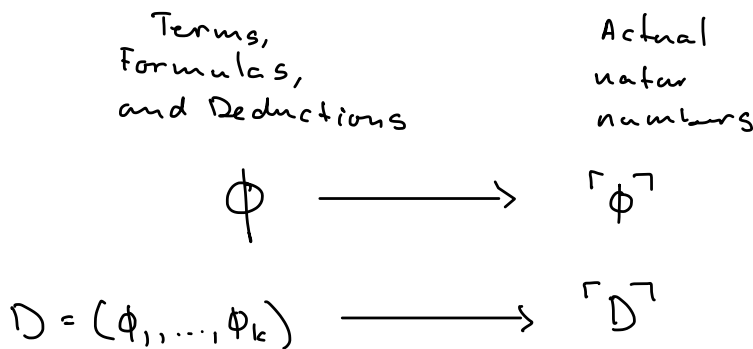 Terms,
Formulas,
and Deductions
Actual
natur
numbers
ϕ ⟶ ⌜ϕ⌝
D = (ϕ₁, ..., ϕₖ) ⟶ ⌜D⌝